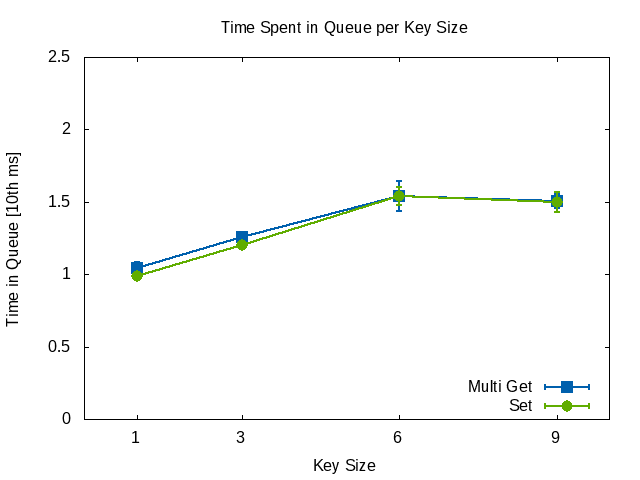 Time Spent in Queue per Key Size
2.5
2
1.5
1
0.5
0
Time in Queue [10th ms]
Multi Get
Set
1 3 6 9
Key Size